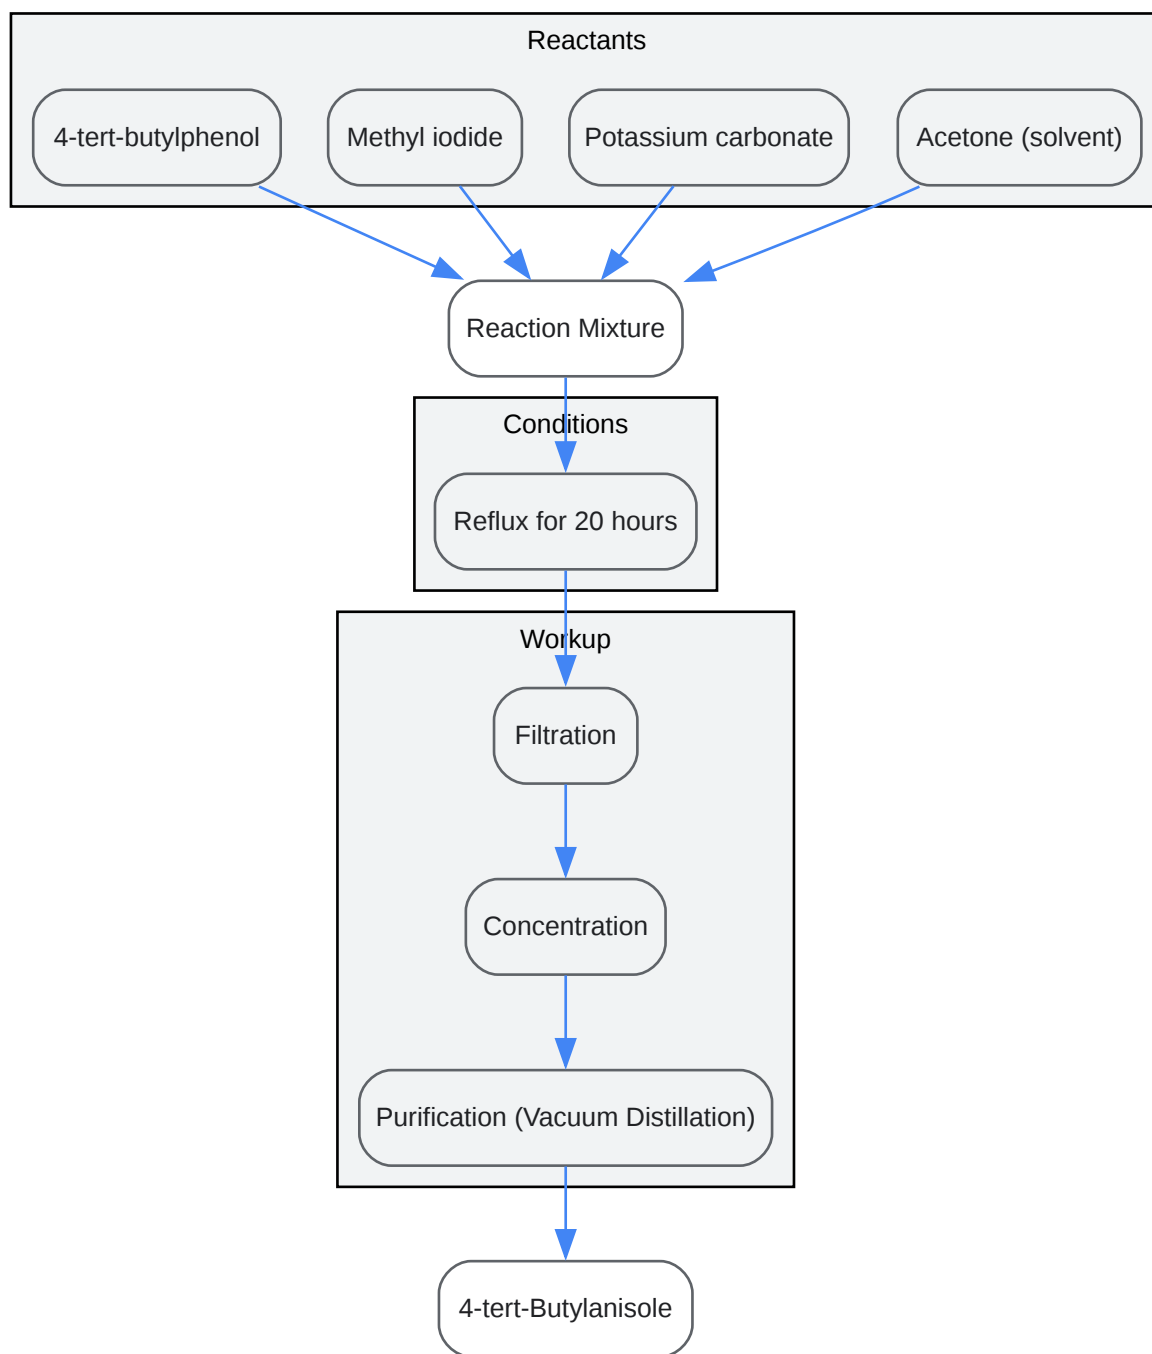 Reactants
4-tert-butylphenol
Methyl iodide
Potassium carbonate
Acetone (solvent)
Reaction Mixture
Conditions
Reflux for 20 hours
Workup
Filtration
Concentration
Purification (Vacuum Distillation)
4-tert-Butylanisole